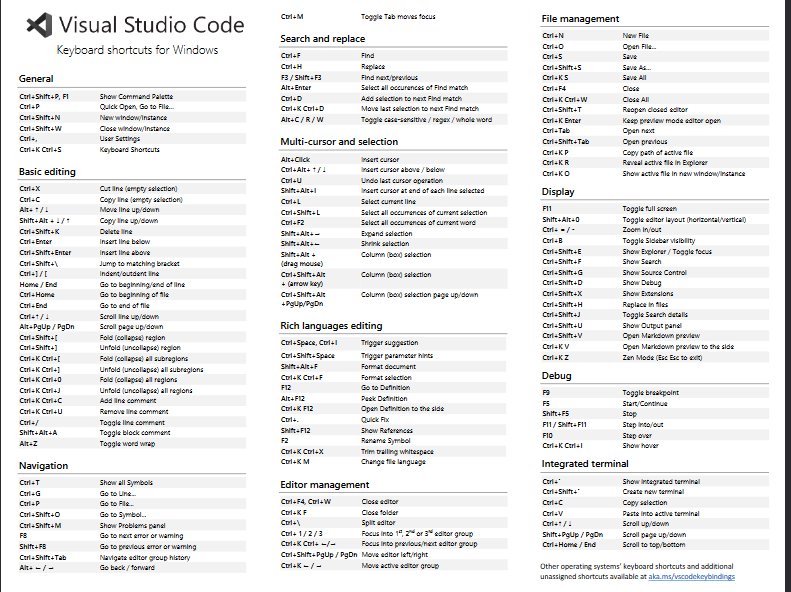 Visual Studio Code
Keyboard shortcuts for Windows
General
Ctrl+Shift+P, F1 Show Command Palette
Ctrl+P Quick Open, Go to File...
Ctrl+Shift+N New window/instance
Ctrl+Shift+W Close window/instance
Ctrl+, User Settings
Ctrl+K Ctrl+S Keyboard Shortcuts
Basic editing
Ctrl+X Cut line (empty selection)
Ctrl+C Copy line (empty selection)
Alt+ ↑ / ↓ Move line up/down
Shift+Alt + ↓ / ↑ Copy line up/down
Ctrl+Shift+K Delete line
Ctrl+Enter Insert line below
Ctrl+Shift+Enter Insert line above
Ctrl+Shift+\ Jump to matching bracket
Ctrl+] / [ Indent/outdent line
Home / End Go to beginning/end of line
Ctrl+Home Go to beginning of file
Ctrl+End Go to end of file
Ctrl+↑ / ↓ Scroll line up/down
Alt+PgUp / PgDn Scroll page up/down
Ctrl+Shift+[ Fold (collapse) region
Ctrl+Shift+] Unfold (uncollapse) region
Ctrl+K Ctrl+[ Fold (collapse) all subregions
Ctrl+K Ctrl+] Unfold (uncollapse) all subregions
Ctrl+K Ctrl+0 Fold (collapse) all regions
Ctrl+K Ctrl+J Unfold (uncollapse) all regions
Ctrl+K Ctrl+C Add line comment
Ctrl+K Ctrl+U Remove line comment
Ctrl+/ Toggle line comment
Shift+Alt+A Toggle block comment
Alt+Z Toggle word wrap
Navigation
Ctrl+T Show all Symbols
Ctrl+G Go to Line...
Ctrl+P Go to File...
Ctrl+Shift+O Go to Symbol...
Ctrl+Shift+M Show Problems panel
F8 Go to next error or warning
Shift+F8 Go to previous error or warning
Ctrl+Shift+Tab Navigate editor group history
Alt+ ← / → Go back / forward
Ctrl+M Toggle Tab moves focus
Search and replace
Ctrl+F Find
Ctrl+H Replace
F3 / Shift+F3 Find next/previous
Alt+Enter Select all occurences of Find match
Ctrl+D Add selection to next Find match
Ctrl+K Ctrl+D Move last selection to next Find match
Alt+C / R / W Toggle case-sensitive / regex / whole word
Multi-cursor and selection
Alt+Click Insert cursor
Ctrl+Alt+ ↑ / ↓ Insert cursor above / below
Ctrl+U Undo last cursor operation
Shift+Alt+I Insert cursor at end of each line selected
Ctrl+L Select current line
Ctrl+Shift+L Select all occurrences of current selection
Ctrl+F2 Select all occurrences of current word
Shift+Alt+→ Expand selection
Shift+Alt+← Shrink selection
Shift+Alt + Column (box) selection
(drag mouse)
Ctrl+Shift+Alt Column (box) selection
+ (arrow key)
Ctrl+Shift+Alt Column (box) selection page up/down
+PgUp/PgDn
Rich languages editing
Ctrl+Space, Ctrl+I Trigger suggestion
Ctrl+Shift+Space Trigger parameter hints
Shift+Alt+F Format document
Ctrl+K Ctrl+F Format selection
F12 Go to Definition
Alt+F12 Peek Definition
Ctrl+K F12 Open Definition to the side
Ctrl+. Quick Fix
Shift+F12 Show References
F2 Rename Symbol
Ctrl+K Ctrl+X Trim trailing whitespace
Ctrl+K M Change file language
Editor management
Ctrl+F4, Ctrl+W Close editor
Ctrl+K F Close folder
Ctrl+\ Split editor
Ctrl+ 1 / 2 / 3 Focus into 1st, 2nd or 3rd editor group
Ctrl+K Ctrl+ ←/→ Focus into previous/next editor group
Ctrl+Shift+PgUp / PgDn Move editor left/right
Ctrl+K ← / → Move active editor group
File management
Ctrl+N New File
Ctrl+O Open File...
Ctrl+S Save
Ctrl+Shift+S Save As...
Ctrl+K S Save All
Ctrl+F4 Close
Ctrl+K Ctrl+W Close All
Ctrl+Shift+T Reopen closed editor
Ctrl+K Enter Keep preview mode editor open
Ctrl+Tab Open next
Ctrl+Shift+Tab Open previous
Ctrl+K P Copy path of active file
Ctrl+K R Reveal active file in Explorer
Ctrl+K O Show active file in new window/instance
Display
F11 Toggle full screen
Shift+Alt+0 Toggle editor layout (horizontal/vertical)
Ctrl+ = / - Zoom in/out
Ctrl+B Toggle Sidebar visibility
Ctrl+Shift+E Show Explorer / Toggle focus
Ctrl+Shift+F Show Search
Ctrl+Shift+G Show Source Control
Ctrl+Shift+D Show Debug
Ctrl+Shift+X Show Extensions
Ctrl+Shift+H Replace in files
Ctrl+Shift+J Toggle Search details
Ctrl+Shift+U Show Output panel
Ctrl+Shift+V Open Markdown preview
Ctrl+K V Open Markdown preview to the side
Ctrl+K Z Zen Mode (Esc Esc to exit)
Debug
F9 Toggle breakpoint
F5 Start/Continue
Shift+F5 Stop
F11 / Shift+F11 Step into/out
F10 Step over
Ctrl+K Ctrl+I Show hover
Integrated terminal
Ctrl+` Show integrated terminal
Ctrl+Shift+` Create new terminal
Ctrl+C Copy selection
Ctrl+V Paste into active terminal
Ctrl+↑ / ↓ Scroll up/down
Shift+PgUp / PgDn Scroll page up/down
Ctrl+Home / End Scroll to top/bottom
Other operating systems' keyboard shortcuts and additional
unassigned shortcuts available at aka.ms/vscodekeybindings